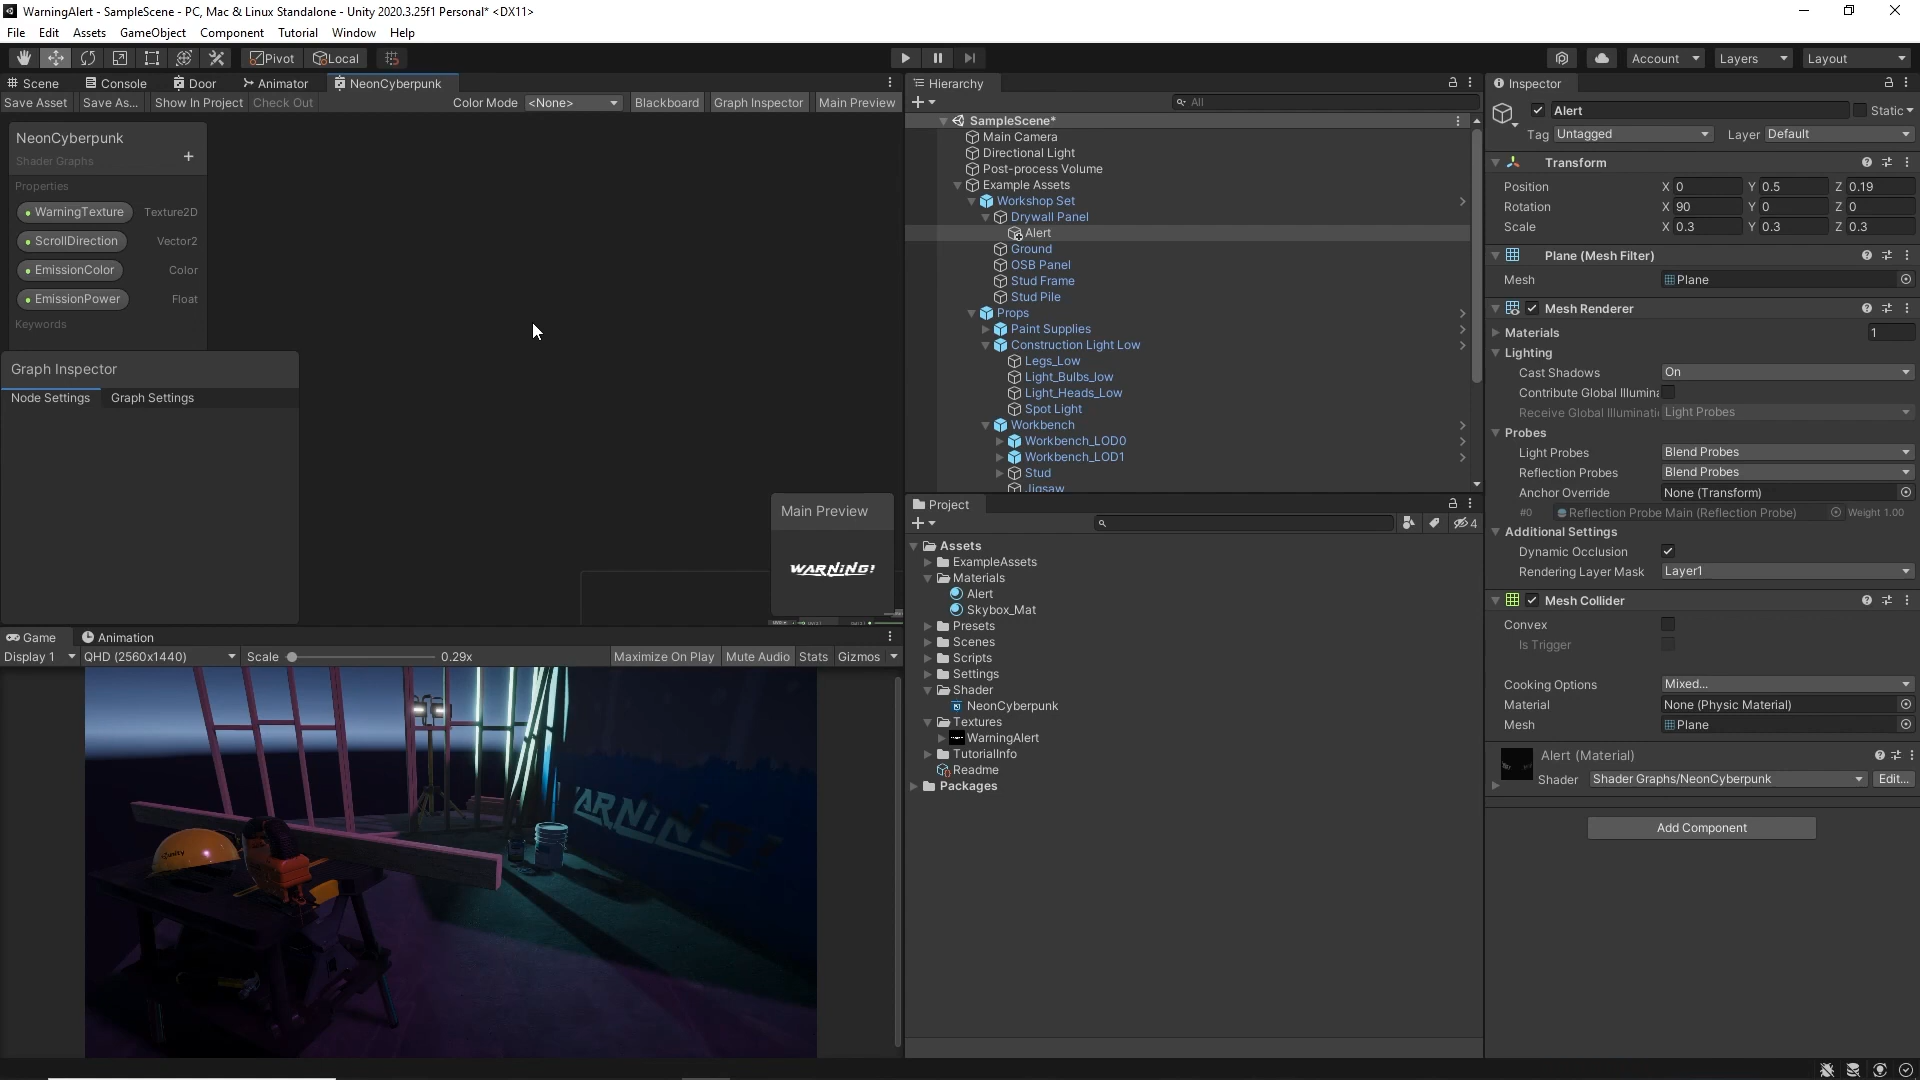 WarningAlert - SampleScene - PC, Mac & Linux Standalone - Unity 2020.3.25f1 Personal* <DX11>
File Edit Assets GameObject Component Tutorial Window Help
Pivot Local Account Layers Layout
Scene Console Door Animator NeonCyberpunk
Save Asset Save As... Show In Project Check Out Color Mode <None> Blackboard Graph Inspector Main Preview
NeonCyberpunk
Shader Graphs
Properties
WarningTexture Texture2D
ScrollDirection Vector2
EmissionColor Color
EmissionPower Float
Keywords
Graph Inspector
Node Settings Graph Settings
Main Preview
WARNING!
Game Animation
Display 1 QHD (2560x1440) Scale 0.29x Maximize On Play Mute Audio Stats Gizmos
unity
WARNING!
Hierarchy
All
SampleScene*
Main Camera
Directional Light
Post-process Volume
Example Assets
Workshop Set
Drywall Panel
Alert
Ground
OSB Panel
Stud Frame
Stud Pile
Props
Paint Supplies
Construction Light Low
Legs_Low
Light_Bulbs_low
Light_Heads_Low
Spot Light
Workbench
Workbench_LOD0
Workbench_LOD1
Stud
Jigsaw
Project
4
Assets
ExampleAssets
Materials
Alert
Skybox_Mat
Presets
Scenes
Scripts
Settings
Shader
NeonCyberpunk
Textures
WarningAlert
TutorialInfo
Readme
Packages
Inspector
Alert Static
Tag Untagged Layer Default
Transform
Position X 0 Y 0.5 Z 0.19
Rotation X 90 Y 0 Z 0
Scale X 0.3 Y 0.3 Z 0.3
Plane (Mesh Filter)
Mesh Plane
Mesh Renderer
Materials 1
Lighting
Cast Shadows On
Contribute Global Illumina
Receive Global Illuminati Light Probes
Probes
Light Probes Blend Probes
Reflection Probes Blend Probes
Anchor Override None (Transform)
#0 Reflection Probe Main (Reflection Probe) Weight 1.00
Additional Settings
Dynamic Occlusion
Rendering Layer Mask Layer1
Mesh Collider
Convex
Is Trigger
Cooking Options Mixed...
Material None (Physic Material)
Mesh Plane
Alert (Material)
Shader Shader Graphs/NeonCyberpunk Edit...
Add Component